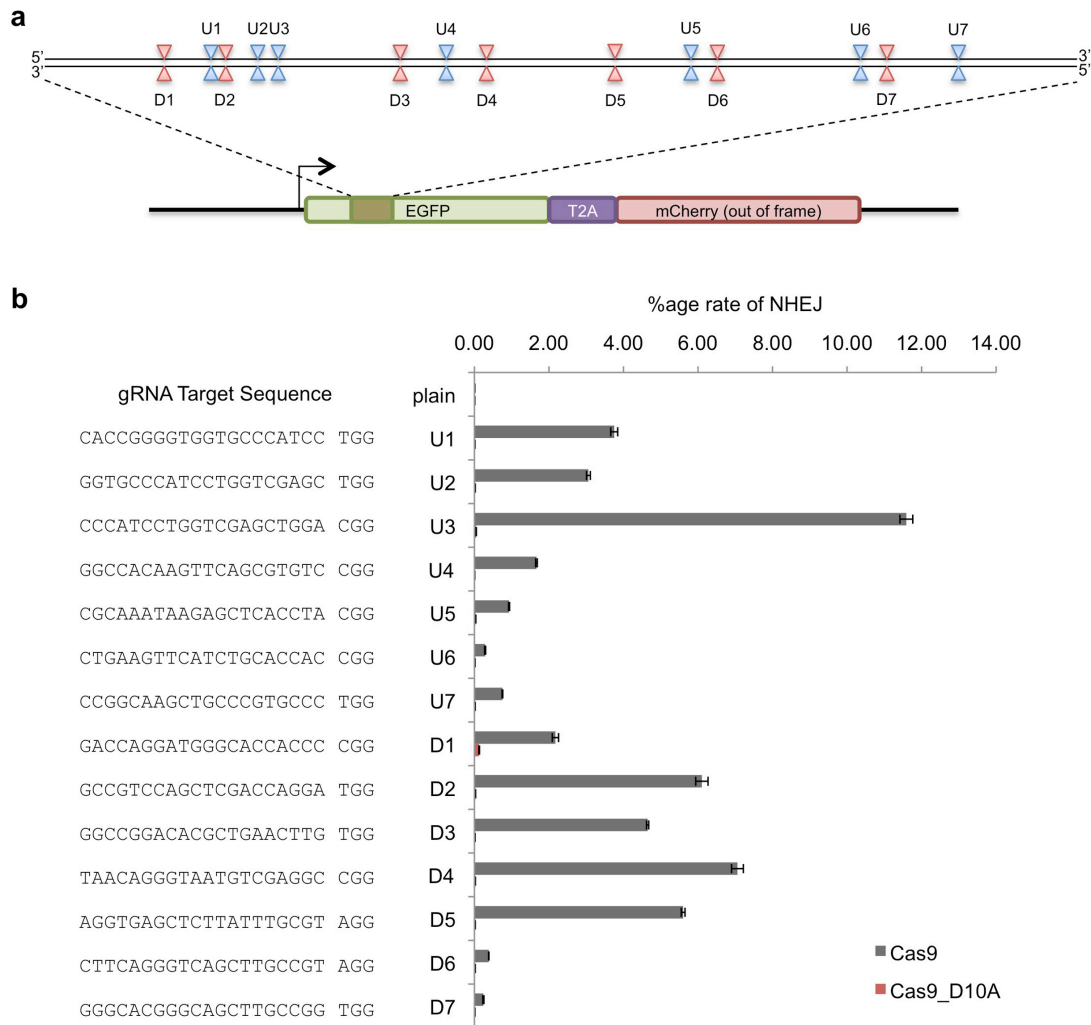 a
U1 U2 U3 U4 U5 U6 U7
5’ 3’
3’ 5’
D1 D2 D3 D4 D5 D6 D7
EGFP T2A mCherry (out of frame)
b
%age rate of NHEJ
0.00 2.00 4.00 6.00 8.00 10.00 12.00 14.00
gRNA Target Sequence plain
CACCGGGGTGGTGCCCATCC TGG U1
GGTGCCCATCCTGGTCGAGC TGG U2
CCCATCCTGGTCGAGCTGGA CGG U3
GGCCACAAGTTCAGCGTGTC CGG U4
CGCAAATAAGAGCTCACCTA CGG U5
CTGAAGTTCATCTGCACCAC CGG U6
CCGGCAAGCTGCCCGTGCCC TGG U7
GACCAGGATGGGCACCACCC CGG D1
GCCGTCCAGCTCGACCAGGA TGG D2
GGCCGGACACGCTGAACTTG TGG D3
TAACAGGGTAATGTCGAGGC CGG D4
AGGTGAGCTCTTATTTGCGT AGG D5
CTTCAGGGTCAGCTTGCCGT AGG D6
GGGCACGGGCAGCTTGCCGG TGG D7
Cas9
Cas9_D10A